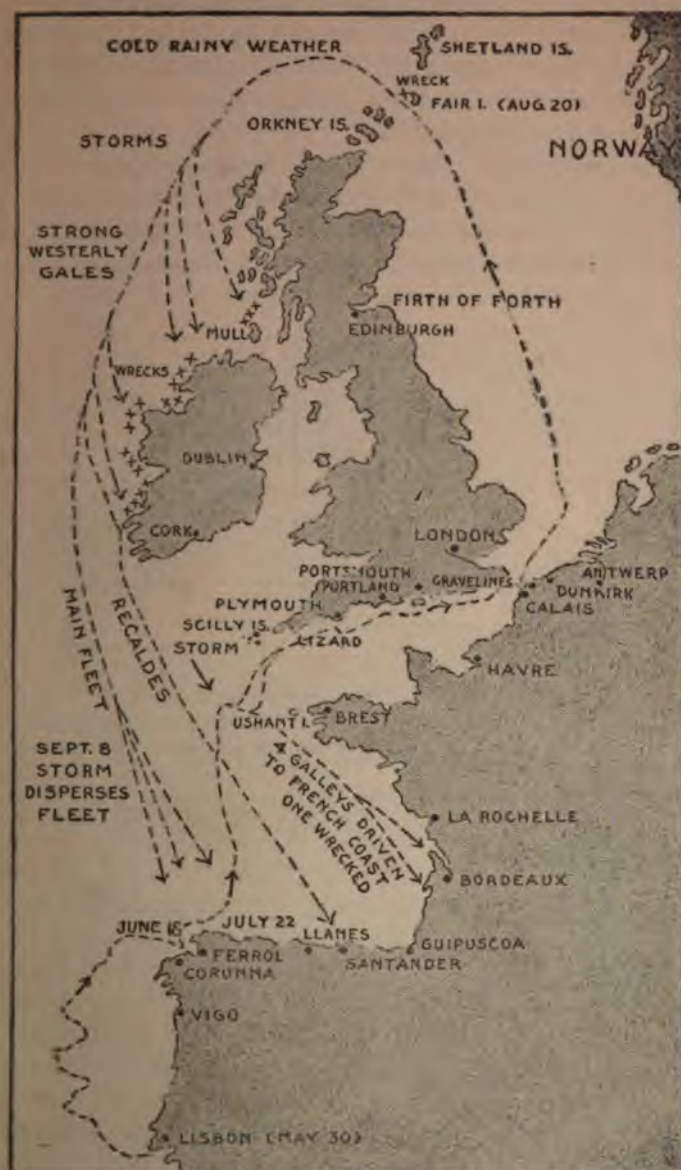 COLD RAINY WEATHER
SHETLAND IS.
WRECK
FAIR I. (AUG 20)
ORKNEY IS.
STORMS
NORWAY
STRONG
WESTERLY
GALES
FIRTH OF FORTH
EDINBURGH
MULL
WRECKS
DUBLIN
CORK
LONDON
PORTSMOUTH
PORTLAND
GRAVELINES
ANTWERP
DUNKIRK
CALAIS
PLYMOUTH
SCILLY IS.
STORM
LIZARD
HAVRE
MAIN FLEET
RECALDES
USHANT I.
BREST
SEPT. 8
STORM
DISPERSES
FLEET
4 GALLEYS DRIVEN
TO FRENCH COAST
ONE WRECKED
LA ROCHELLE
BORDEAUX
JUNE
JULY 22
LLANES
GUIPUSCOA
FERROL
SANTANDER
CORUNNA
VIGO
LISBON (MAY 30)